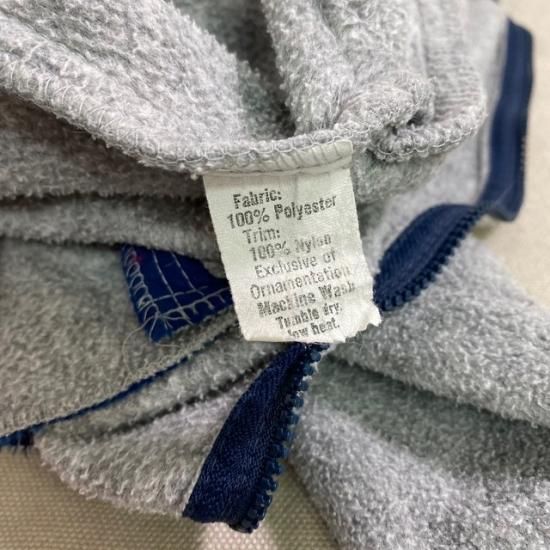 Fabric:
100% Polyester
Trim:
100% Nylon
Exclusive of
Ornamentation
Machine Wash
Tumble dry,
low heat.